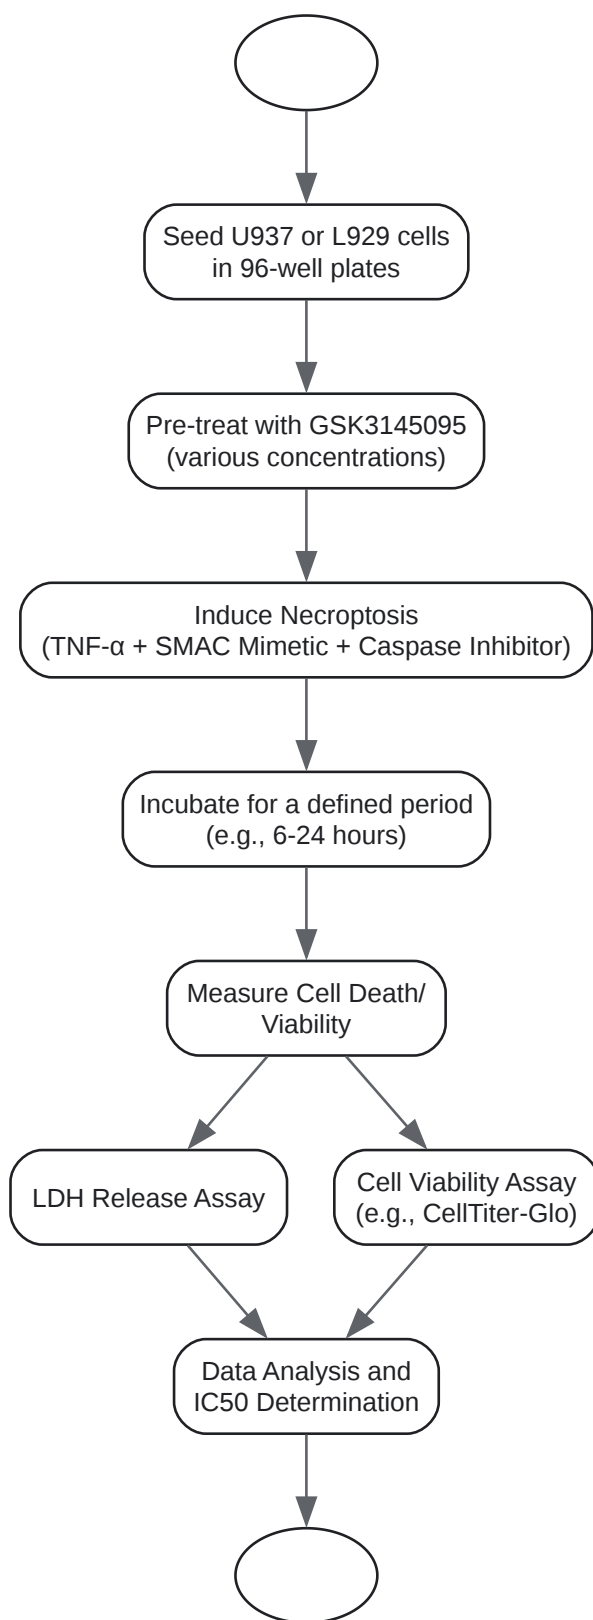 Seed U937 or L929 cells
in 96-well plates
Pre-treat with GSK3145095
(various concentrations)
Induce Necroptosis
(TNF-α + SMAC Mimetic + Caspase Inhibitor)
Incubate for a defined period
(e.g., 6-24 hours)
Measure Cell Death/
Viability
LDH Release Assay
Cell Viability Assay
(e.g., CellTiter-Glo)
Data Analysis and
IC50 Determination